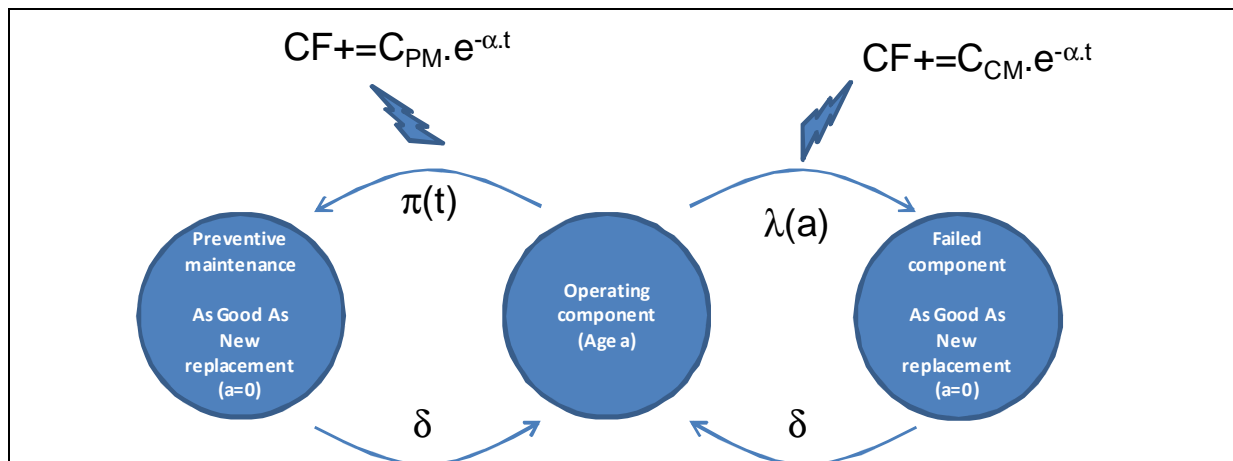 CF+=C_PM.e^-α.t
CF+=C_CM.e^-α.t
π(t)
λ(a)
Preventive
maintenance
As Good As
New
replacement
(a=0)
Operating
component
(Age a)
Failed
component
As Good As
New
replacement
(a=0)
δ
δ